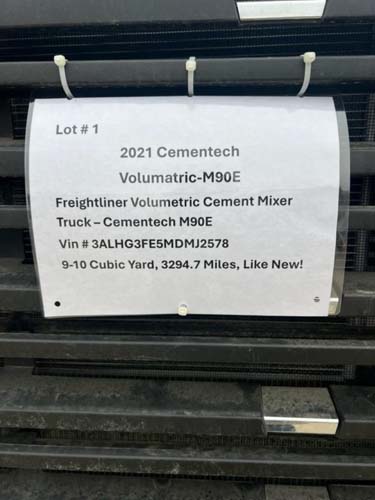 Lot # 1
2021 Cementech
Volumatric-M90E
Freightliner Volumetric Cement Mixer
Truck – Cementech M90E
Vin # 3ALHG3FE5MDMJ2578
9-10 Cubic Yard, 3294.7 Miles, Like New!